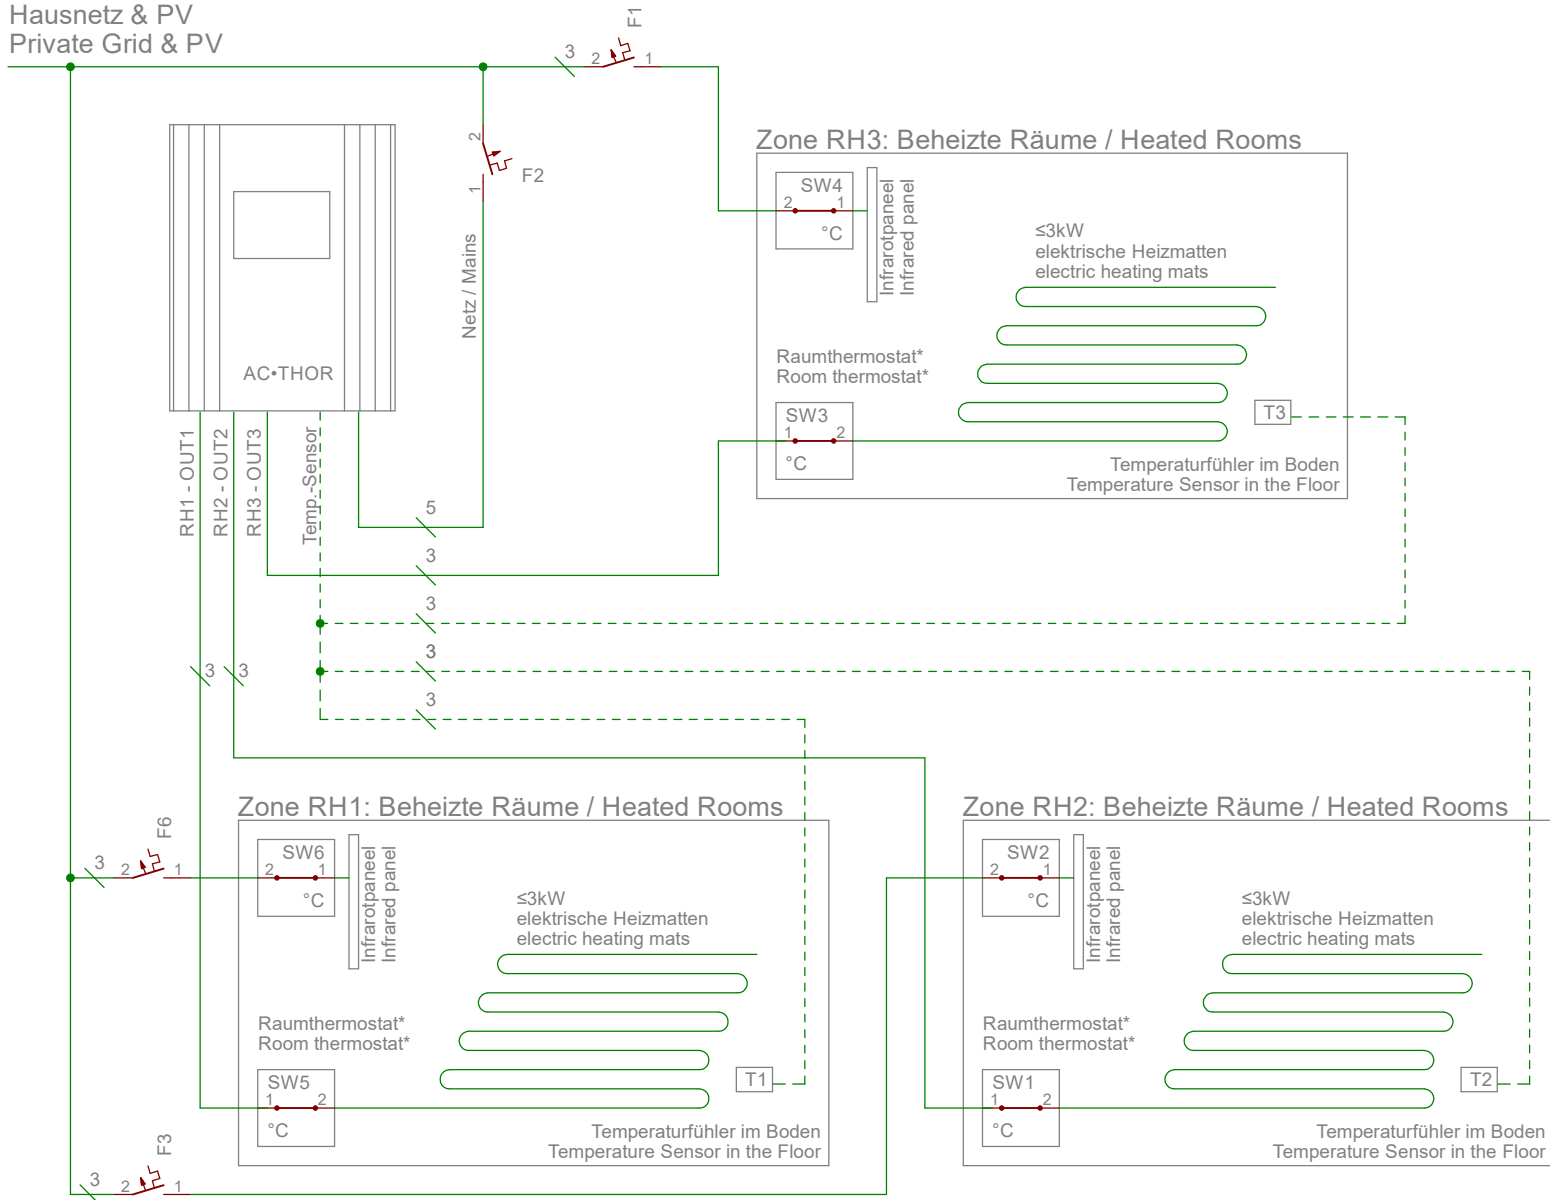 Hausnetz & PV
Private Grid & PV
3
2
1
F1
2
1
F2
Netz / Mains
AC•THOR
RH1 - OUT1
RH2 - OUT2
RH3 - OUT3
Temp.-Sensor
5
3
3
3
3
3
3
Zone RH3: Beheizte Räume / Heated Rooms
SW4
2
1
°C
Infrarotpaneel
Infrared panel
≤3kW
elektrische Heizmatten
electric heating mats
Raumthermostat*
Room thermostat*
SW3
1
2
°C
T3
Temperaturfühler im Boden
Temperature Sensor in the Floor
Zone RH1: Beheizte Räume / Heated Rooms
3
2
1
F6
SW6
2
1
°C
Infrarotpaneel
Infrared panel
≤3kW
elektrische Heizmatten
electric heating mats
Raumthermostat*
Room thermostat*
SW5
1
2
°C
T1
Temperaturfühler im Boden
Temperature Sensor in the Floor
Zone RH2: Beheizte Räume / Heated Rooms
SW2
2
1
°C
Infrarotpaneel
Infrared panel
≤3kW
elektrische Heizmatten
electric heating mats
Raumthermostat*
Room thermostat*
SW1
1
2
°C
T2
Temperaturfühler im Boden
Temperature Sensor in the Floor
3
2
1
F3